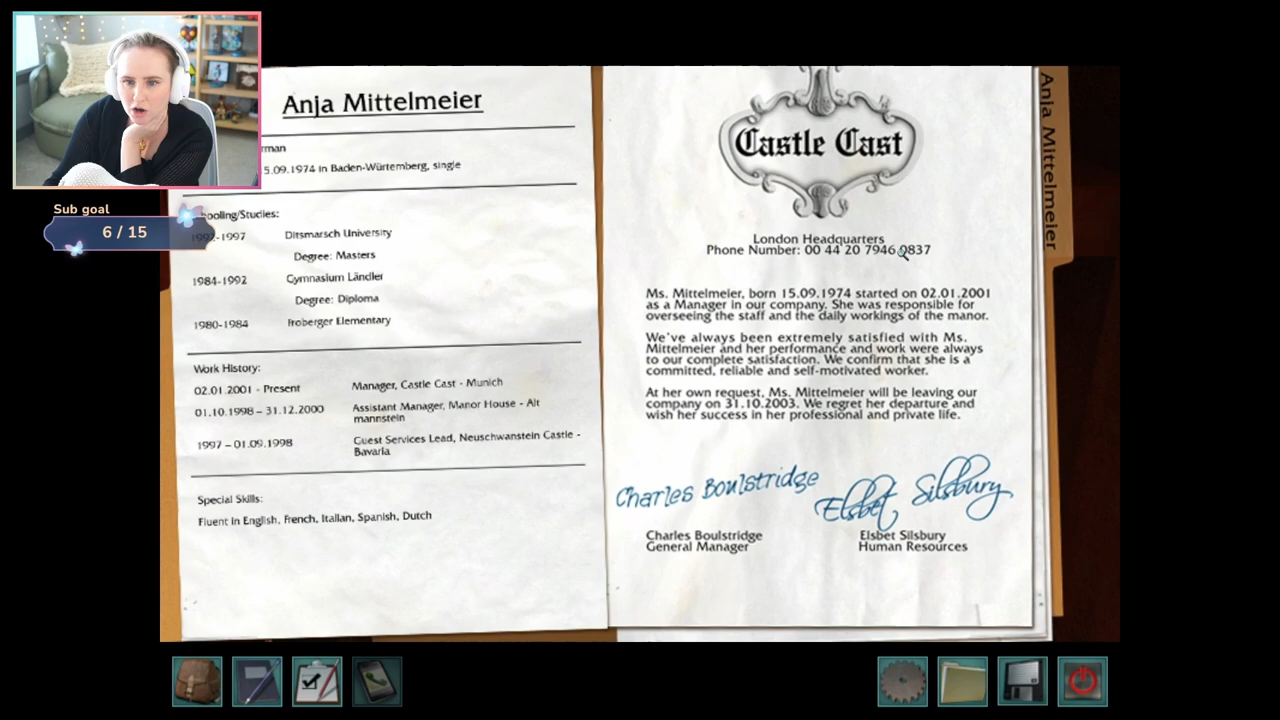 Anja Mittelmeier
5.09.1974 in Baden-Würtemberg, single
Schooling/Studies:
1992-1997 Ditsmarsch University
Degree: Masters
1984-1992 Gymnasium Ländler
Degree: Diploma
1980-1984 Froberger Elementary
Work History:
02.01.2001 - Present Manager, Castle Cast - Munich
01.10.1998 – 31.12.2000 Assistant Manager, Manor House - Alt
mannstein
1997 – 01.09.1998 Guest Services Lead, Neuschwanstein Castle -
Bavaria
Special Skills:
Fluent in English, French, Italian, Spanish, Dutch
Castle Cast
London Headquarters
Phone Number: 00 44 20 7946 0837
Ms. Mittelmeier, born 15.09.1974 started on 02.01.2001
as a Manager in our company. She was responsible for
overseeing the staff and the daily workings of the manor.
We've always been extremely satisfied with Ms.
Mittelmeier and her performance and work were always
to our complete satisfaction. We confirm that she is a
committed, reliable and self-motivated worker.
At her own request, Ms. Mittelmeier will be leaving our
company on 31.10.2003. We regret her departure and
wish her success in her professional and private life.
Charles Boulstridge Elsbet Silsbury
Charles Boulstridge Elsbet Silsbury
General Manager Human Resources
Anja Mittelmeier
Sub goal
6 / 15